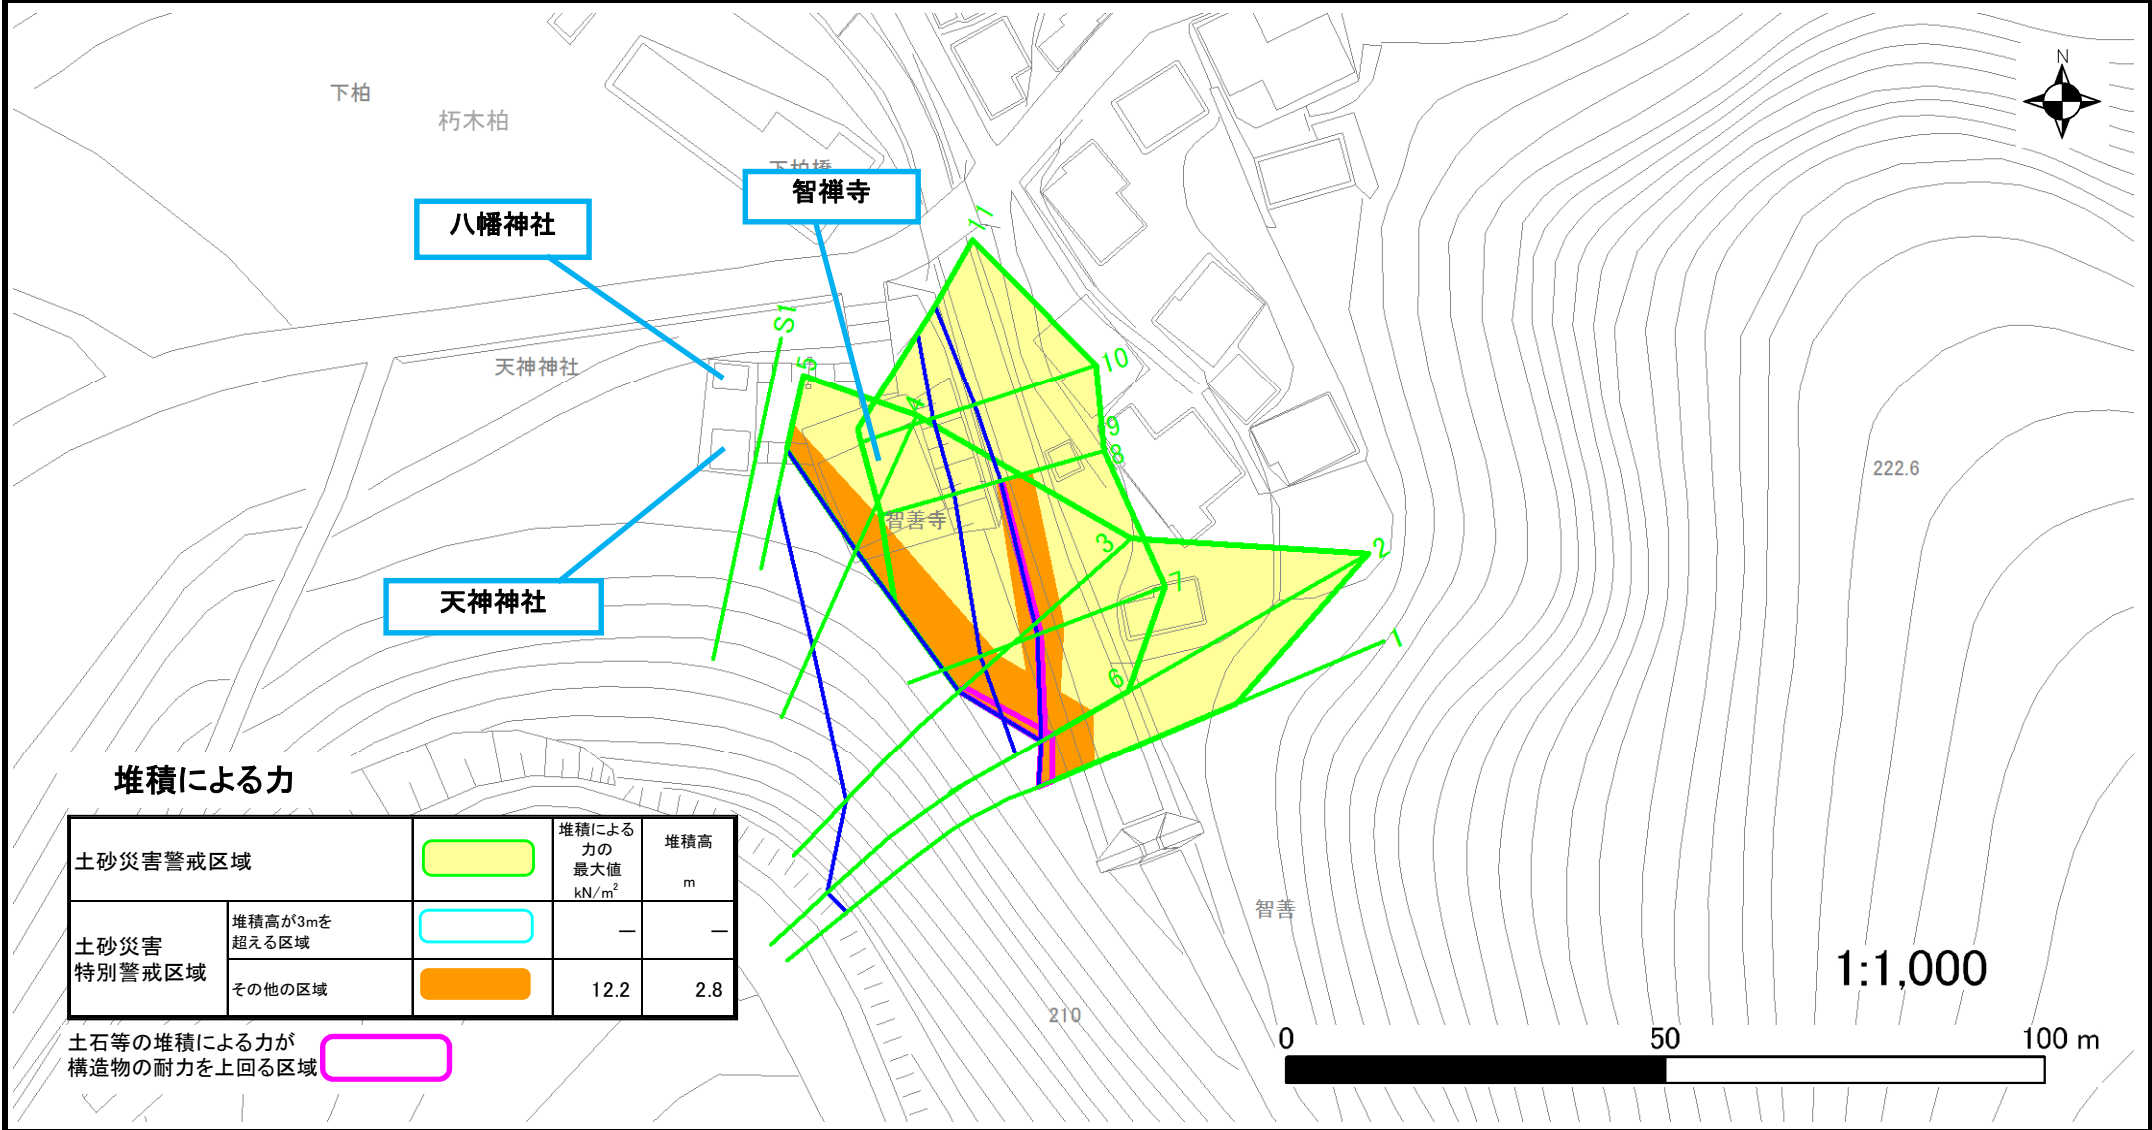 N
下柏
朽木柏
下柏橋
智禅寺
八幡神社
11
S1
天神神社
5
10
4
9
8
222.6
智善寺
3
2
7
天神神社
1
6
堆積による力
土砂災害警戒区域
堆積による
力の
最大値
kN/m²
堆積高
m
土砂災害
特別警戒区域
堆積高が3mを
超える区域
―
―
その他の区域
12.2
2.8
智善
1:1,000
210
土石等の堆積による力が
構造物の耐力を上回る区域
0
50
100 m